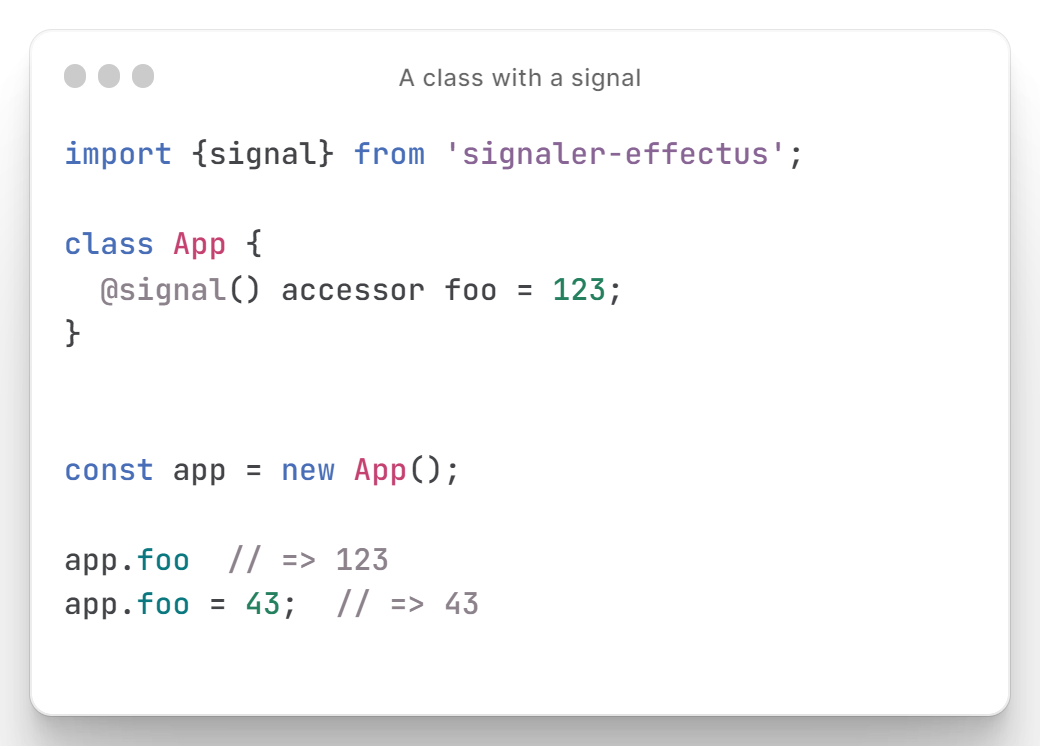 A class with a signal
import {signal} from 'signaler-effectus';
class App {
  @signal() accessor foo = 123;
}
const app = new App();
app.foo  // => 123
app.foo = 43;  // => 43